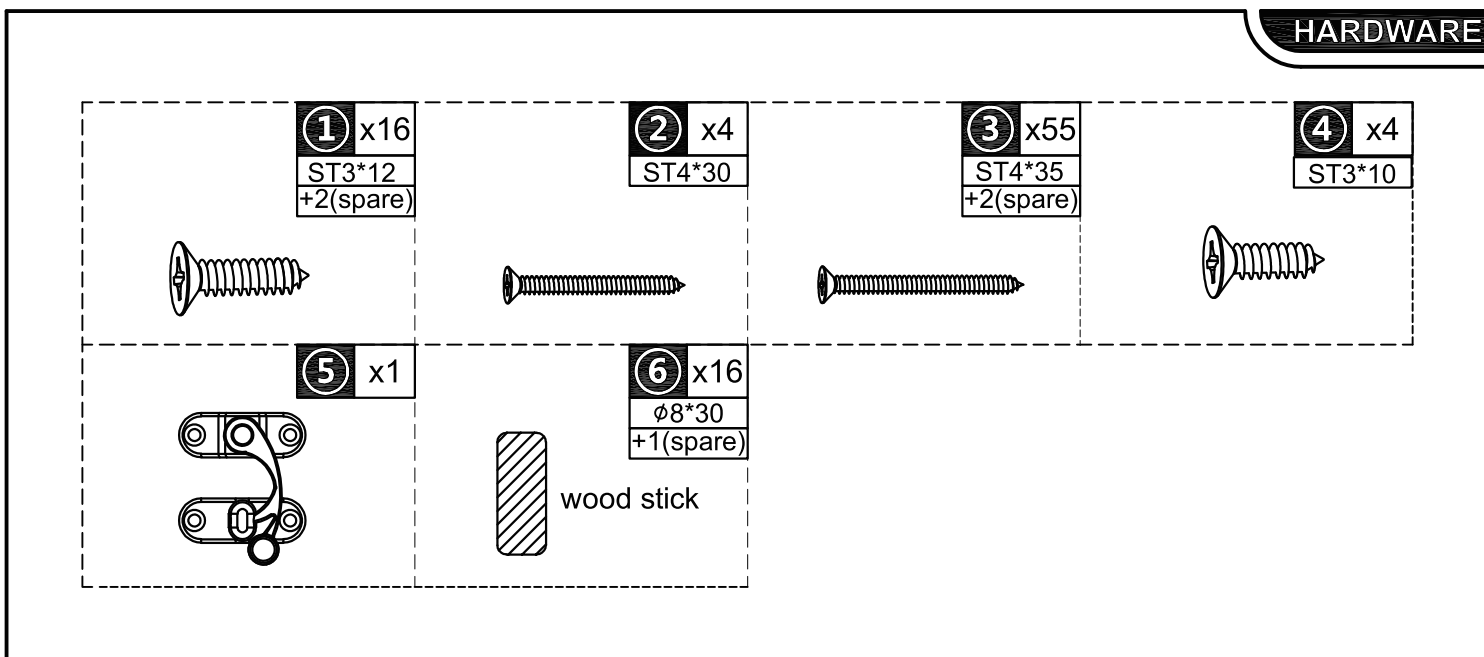 HARDWARE
1 x16
ST3*12
+2(spare)
2 x4
ST4*30
3 x55
ST4*35
+2(spare)
4 x4
ST3*10
5 x1
6 x16
φ8*30
+1(spare)
wood stick